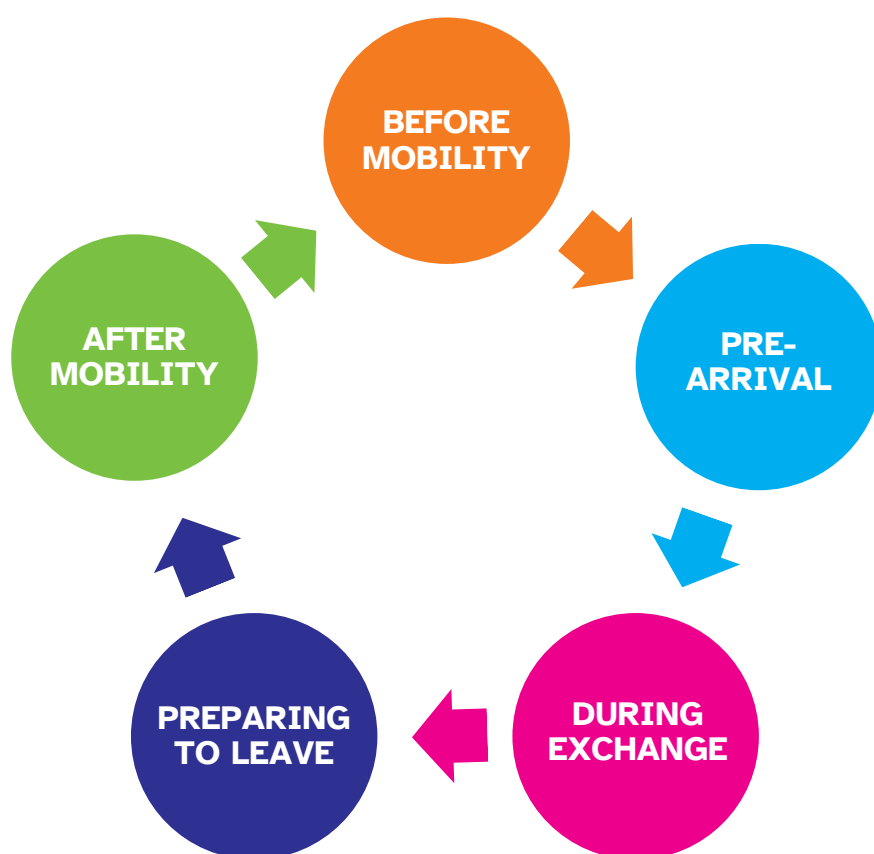 BEFORE
MOBILITY
PRE-
ARRIVAL
DURING
EXCHANGE
PREPARING
TO LEAVE
AFTER
MOBILITY